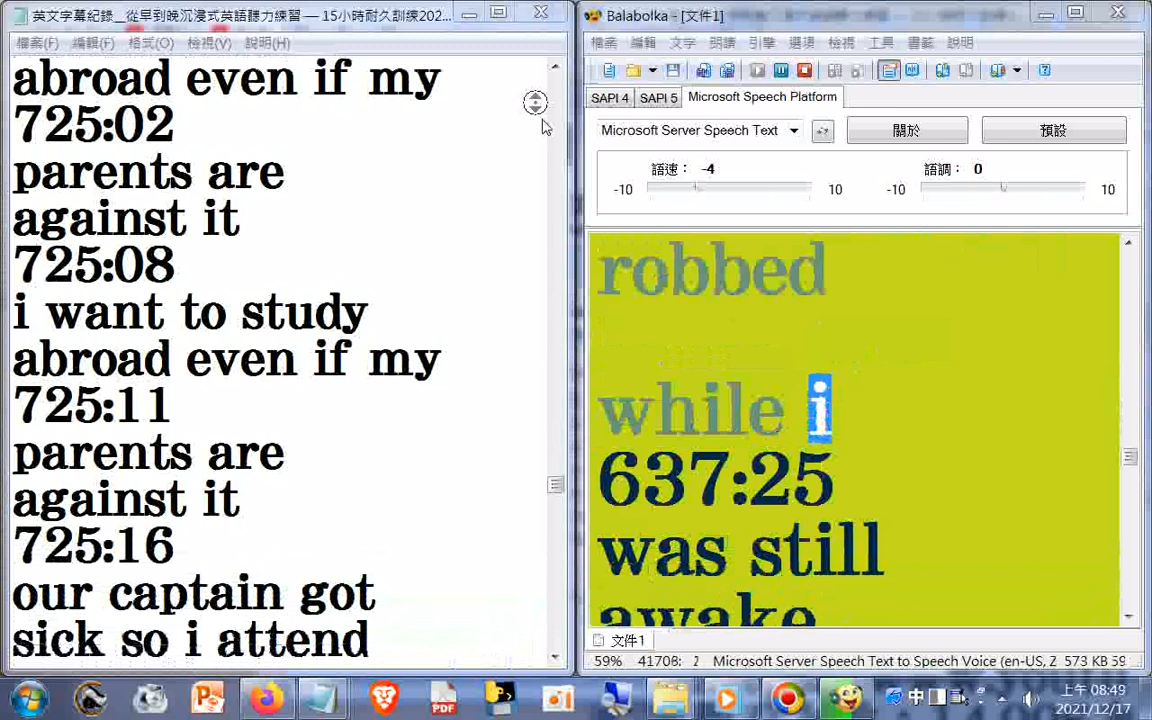 英文字幕紀錄__從早到晚沉浸式英語聽力練習 — 15小時耐久訓練202...
檔案(F) 編輯(E) 格式(O) 檢視(V) 說明(H)
abroad even if my
725:02
parents are
against it
725:08
i want to study
abroad even if my
725:11
parents are
against it
725:16
our captain got
sick so i attend
Balabolka - [文件1]
檔案 編輯 文字 朗讀 引擎 選項 檢視 工具 書籤 說明
SAPI 4 SAPI 5 Microsoft Speech Platform
Microsoft Server Speech Text 關於 預設
語速： -4 語調： 0
-10 10 -10 10
robbed
while i
637:25
was still
awake
文件1
59% 41708: 2 Microsoft Server Speech Text to Speech Voice (en-US, Z 573 KB 59
中 上午 08:49
2021/12/17